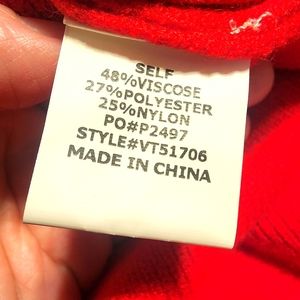 SELF
48%VISCOSE
27%POLYESTER
25%NYLON
PO#P2497
STYLE#VT51706
MADE IN CHINA